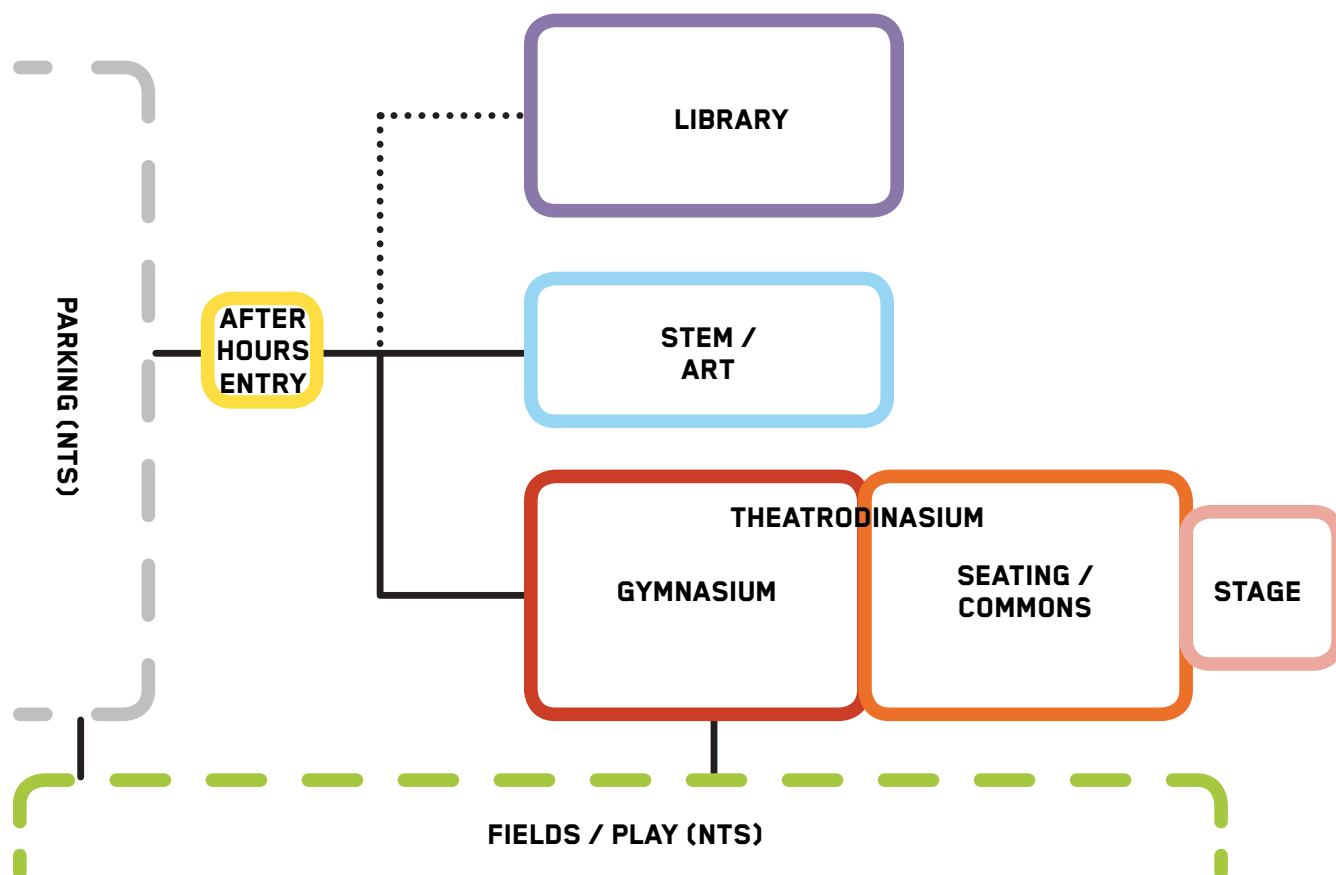 LIBRARY
PARKING (NTS)
AFTER
HOURS
ENTRY
STEM /
ART
THEATRODINASIUM
GYMNASIUM
SEATING /
COMMONS
STAGE
FIELDS / PLAY (NTS)